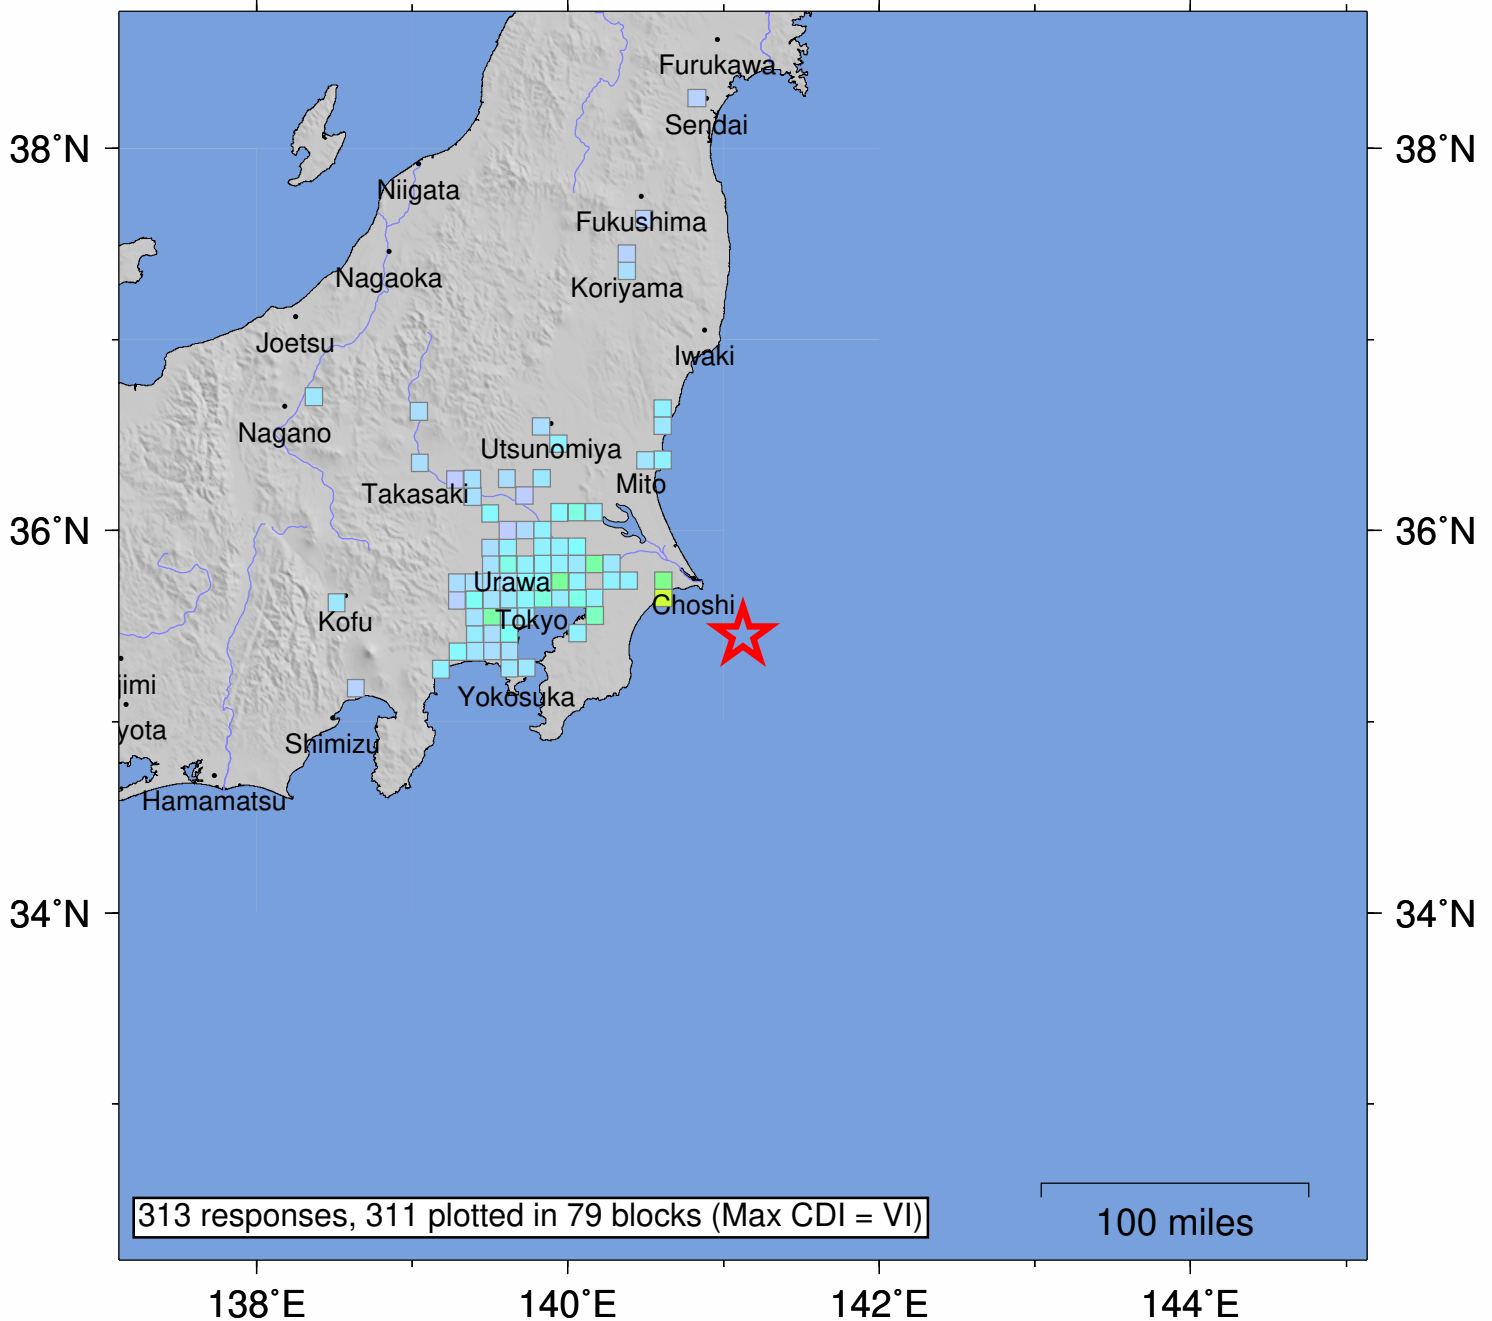 Furukawa
Sendai
38°N
38°N
Niigata
Fukushima
Nagaoka
Koriyama
Joetsu
Iwaki
Nagano
Utsunomiya
Mito
Takasaki
36°N
36°N
Urawa
Choshi
Tokyo
Kofu
jimi
Yokosuka
yota
Shimizu
Hamamatsu
34°N
34°N
313 responses, 311 plotted in 79 blocks (Max CDI = VI)
100 miles
138°E
140°E
142°E
144°E